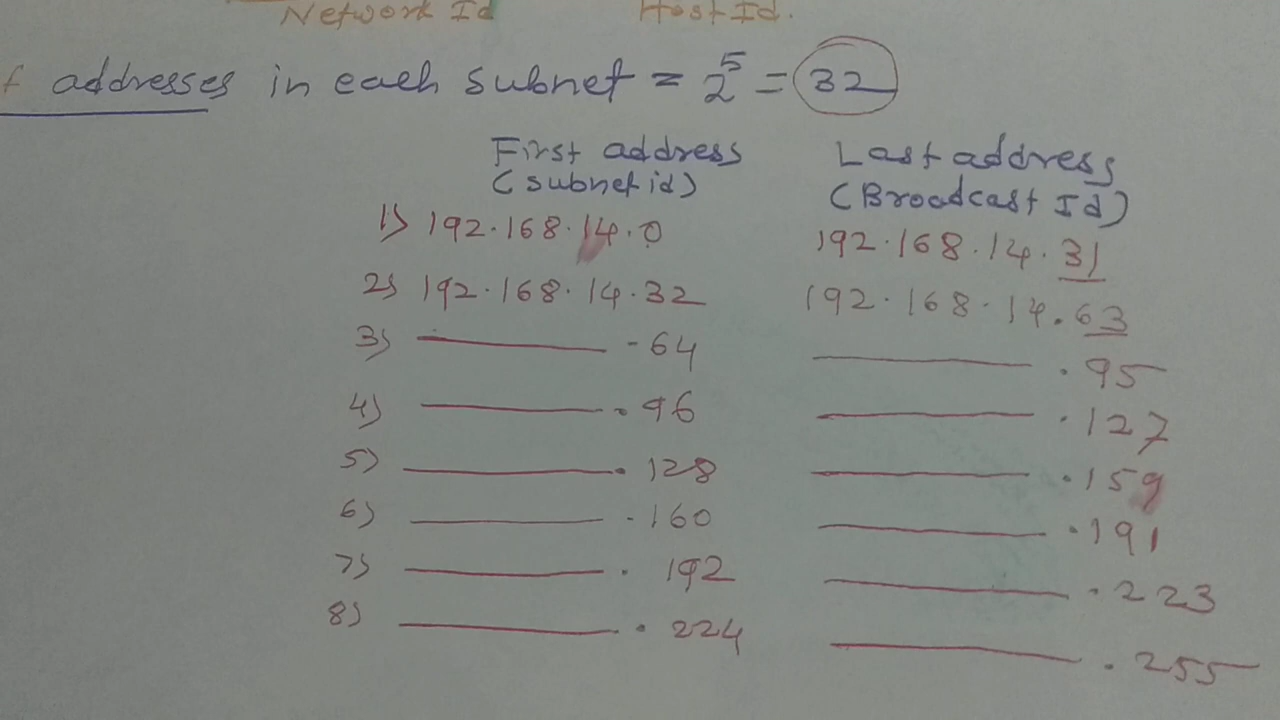 Network Id Host Id.
f addresses in each subnet = 2^5 = 32
First address Last address
(subnet id) (Broadcast Id)
1) 192.168.14.0 192.168.14.31
2) 192.168.14.32 192.168.14.63
3) ——— -64 ——— .95
4) ——— .96 ——— .127
5) ——— .128 ——— .159
6) ——— .160 ——— .191
7) ——— . 192 ——— .223
8) ——— . 224 ——— .255